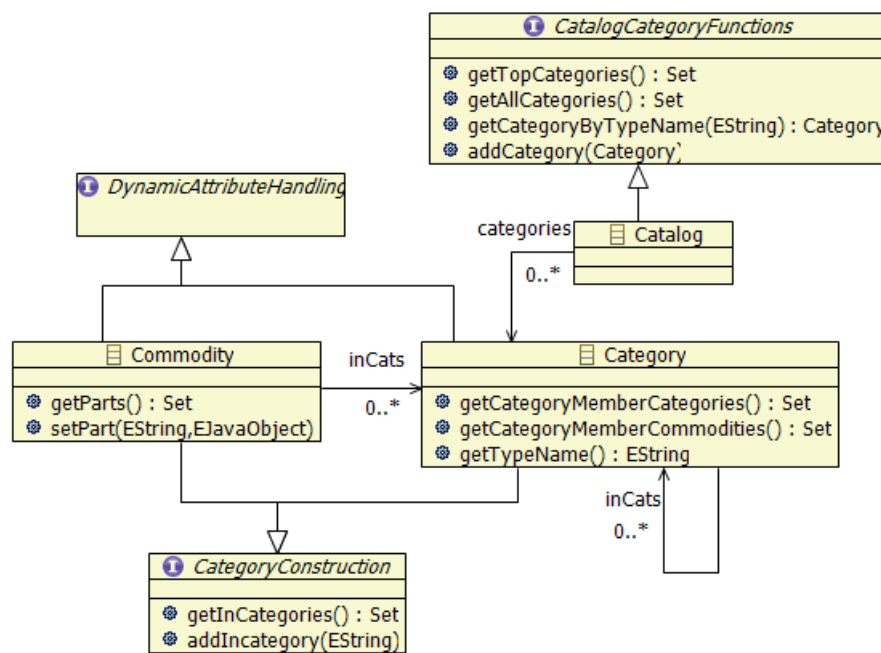 CatalogCategoryFunctions
getTopCategories() : Set
getAllCategories() : Set
getCategoryByTypeName(EString) : Category
addCategory(Category)
DynamicAttributeHandling
categories
Catalog
0..*
Commodity
getParts() : Set
setPart(EString,EJavaObject)
inCats
0..*
Category
getCategoryMemberCategories() : Set
getCategoryMemberCommodities() : Set
getTypeName() : EString
inCats
0..*
CategoryConstruction
getInCategories() : Set
addIncategory(EString)